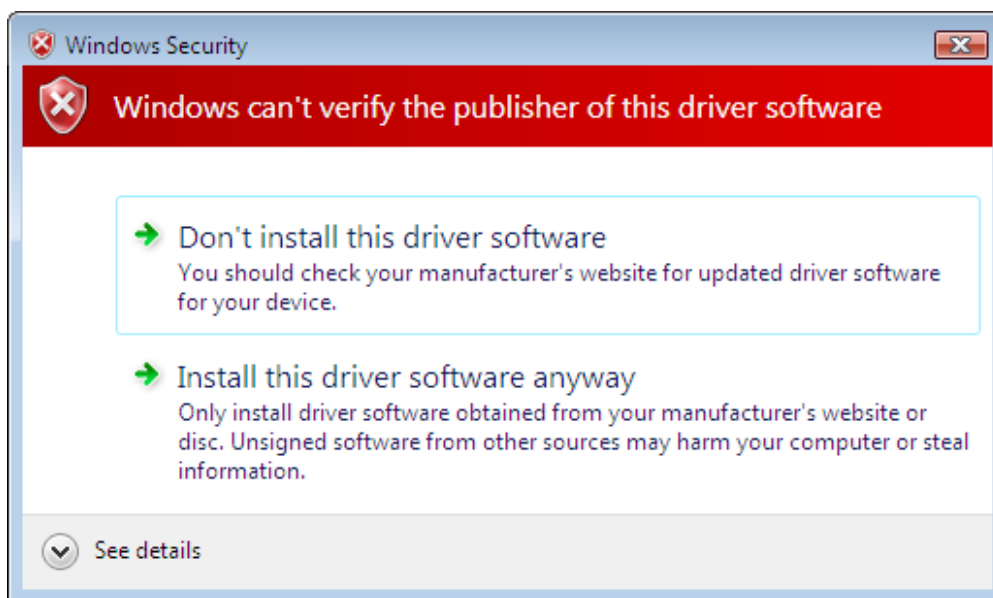 Windows Security
Windows can't verify the publisher of this driver software
Don't install this driver software
You should check your manufacturer's website for updated driver software
for your device.
Install this driver software anyway
Only install driver software obtained from your manufacturer's website or
disc. Unsigned software from other sources may harm your computer or steal
information.
See details